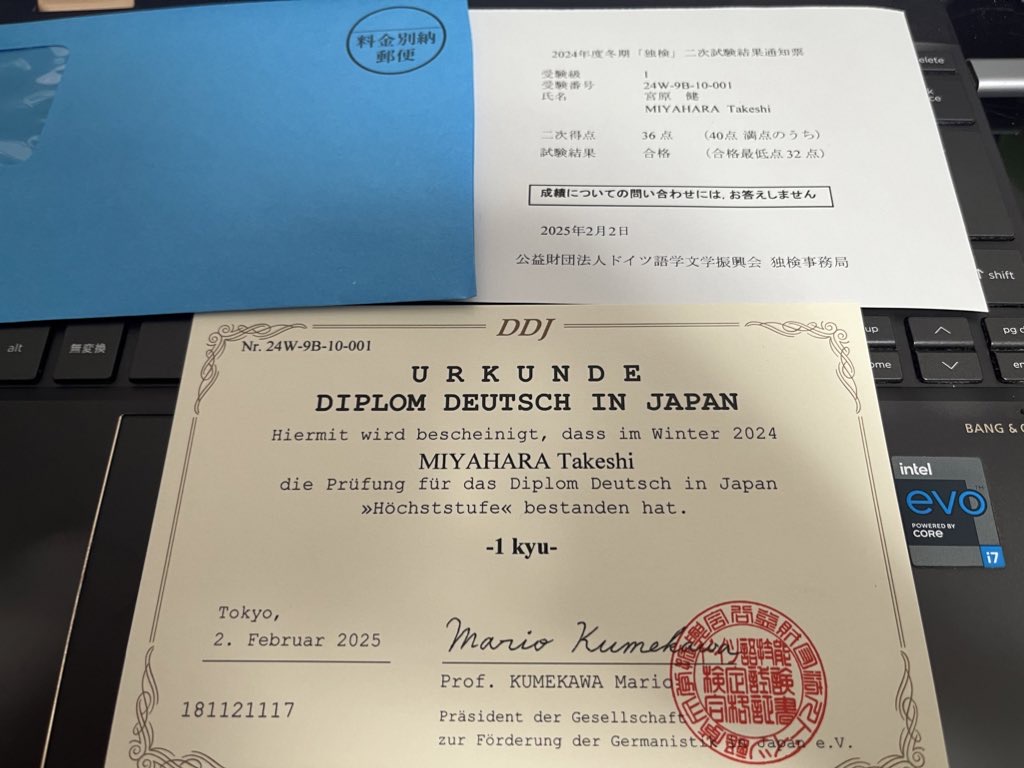 料金別納
郵便
2024年度冬期「独検」二次試験結果通知票
受験級 1
受験番号 24W-9B-10-001
氏名 宮原 健
MIYAHARA Takeshi
二次得点 36点 (40点 満点のうち)
試験結果 合格 (合格最低点32点)
成績についての問い合わせには、お答えしません
2025年2月2日
公益財団法人ドイツ語学文学振興会 独検事務局
elete
shift
alt
無変換
up
pg d
ome
BANG & O
intel
evo
POWERED BY
CORE
i7
DDJ
Nr. 24W-9B-10-001
URKUNDE
DIPLOM DEUTSCH IN JAPAN
Hiermit wird bescheinigt, dass im Winter 2024
MIYAHARA Takeshi
die Prüfung für das Diplom Deutsch in Japan
»Höchststufe« bestanden hat.
-1 kyu-
Tokyo,
2. Februar 2025
Mario Kumekawa
Prof. KUMEKAWA Mario
181121117
Präsident der Gesellschaft
zur Förderung der Germanistik in Japan e.V.